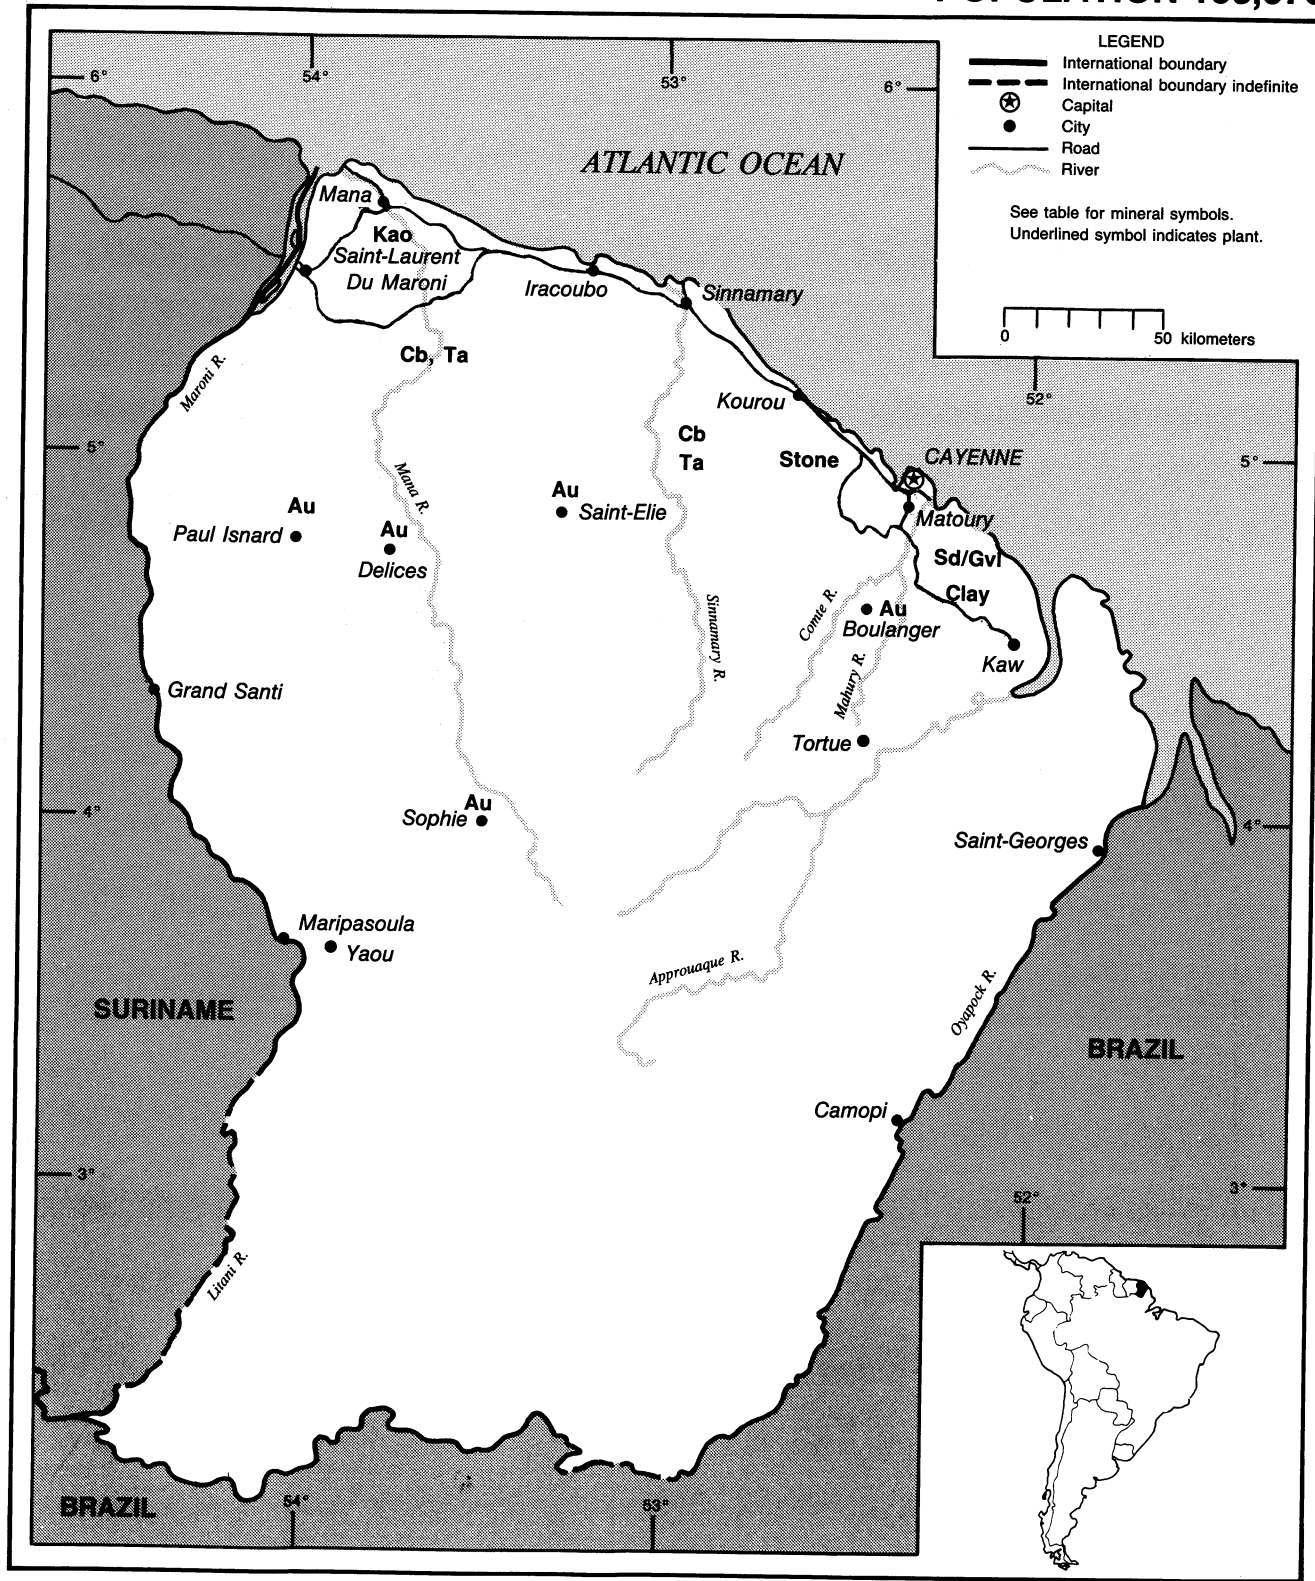 POPULATION
LEGEND
International boundary
International boundary indefinite
Capital
City
Road
River
See table for mineral symbols.
Underlined symbol indicates plant.
0 50 kilometers
6°
54°
53°
6°
ATLANTIC OCEAN
Mana
Kao
Saint-Laurent
Du Maroni
Iracoubo
Sinnamary
Cb, Ta
Maroni R.
52°
Kourou
Cb
Ta
Stone
CAYENNE
5°
5°
Mana R.
Au
Paul Isnard
Au
Delices
Au
Saint-Elie
Matoury
Sd/Gvl
Clay
Sinnamary R.
Comte R.
Au
Boulanger
Kaw
Mahury R.
Grand Santi
Tortue
Au
Sophie
4°
4°
Saint-Georges
Maripasoula
Yaou
Approuaque R.
Oyapock R.
SURINAME
BRAZIL
Camopi
3°
3°
52°
Litani R.
BRAZIL
54°
53°